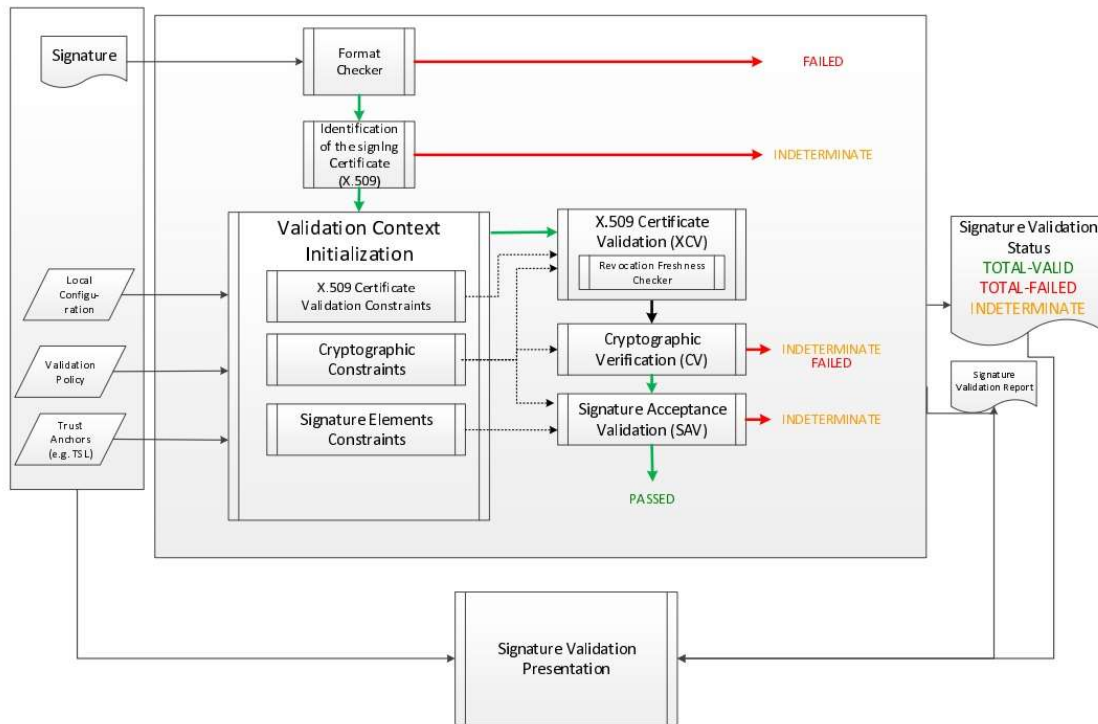 Signature
Format
Checker
FAILED
Identification
of the signing
Certificate
(X.509)
INDETERMINATE
Validation Context
Initialization
X.509 Certificate
Validation Constraints
Cryptographic
Constraints
Signature Elements
Constraints
Local
Configu-
ration
Validation
Policy
Trust
Anchors
(e.g. TSL)
X.509 Certificate
Validation (XCV)
Revocation Freshness
Checker
Cryptographic
Verification (CV)
INDETERMINATE
FAILED
Signature Acceptance
Validation (SAV)
INDETERMINATE
PASSED
Signature Validation
Status
TOTAL-VALID
TOTAL-FAILED
INDETERMINATE
Signature
Validation Report
Signature Validation
Presentation